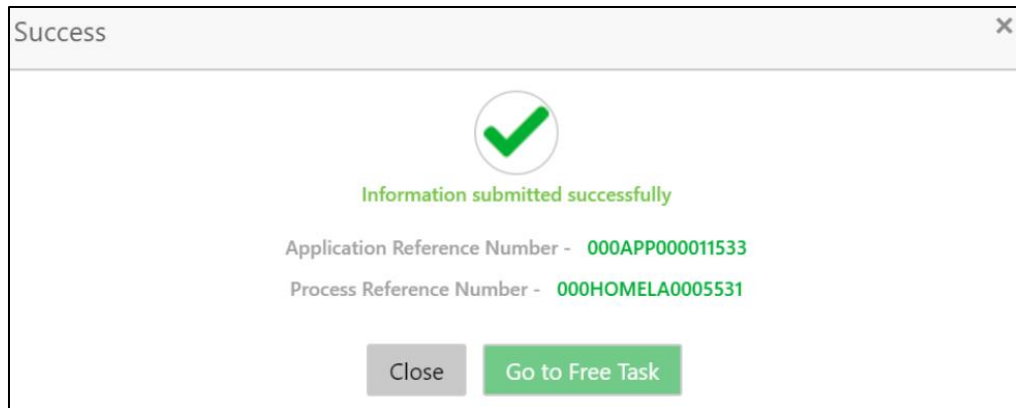 Success
Information submitted successfully
Application Reference Number - 000APP000011533
Process Reference Number - 000HOMELA0005531
Close Go to Free Task